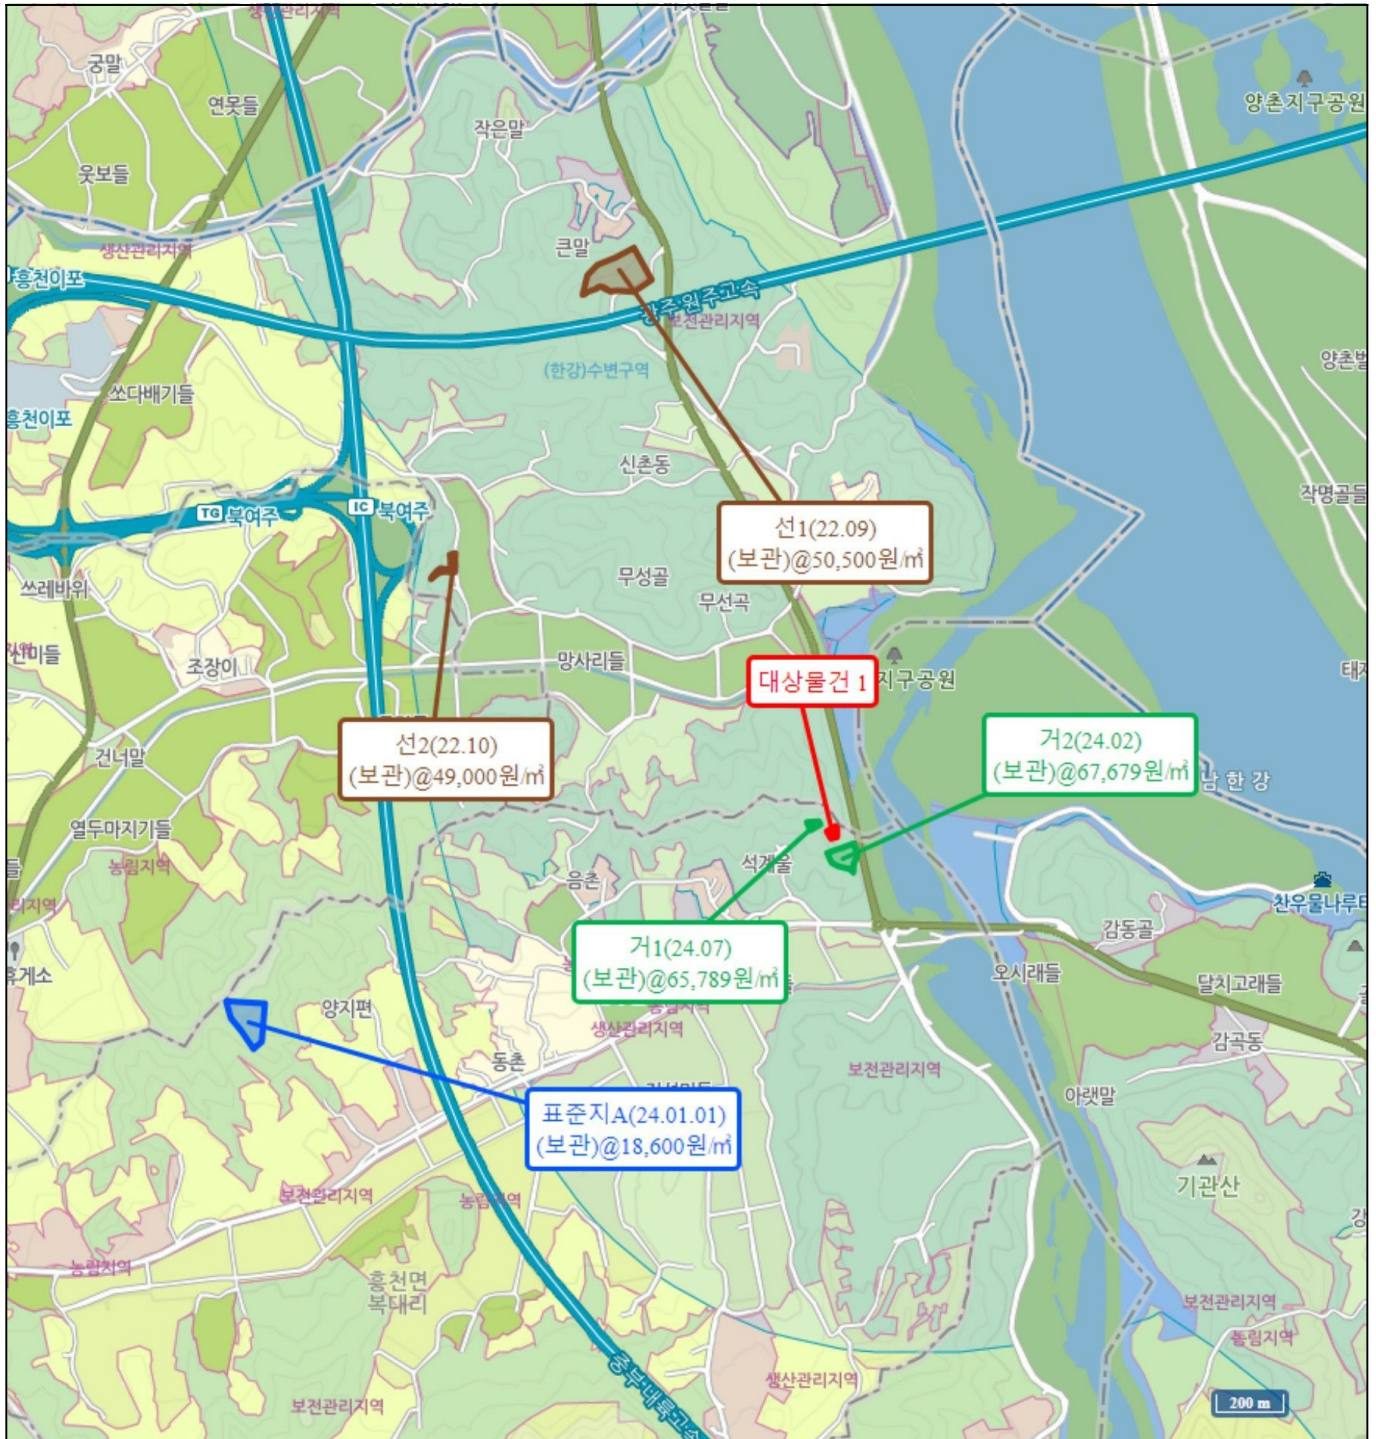 생산관리지역
궁말
연못들
양촌지구공원
작은말
웃보들
큰말
생산관리지역
흥천이포
광주원주고속
보전관리지역
(한강)수변구역
쏘다배기들
흥천이포
신촌동
작명골들
TG 북여주
IC 북여주
선1(22.09)
(보관)@50,500원/㎡
쓰레바위
무성골
무선곡
조장이
망사리들
대상물건 1
지구공원
선2(22.10)
(보관)@49,000원/㎡
거2(24.02)
(보관)@67,679원/㎡
건너말
남한강
열두마지기들
농림지역
석계울
음촌
찬우물나루터
감동골
거1(24.07)
(보관)@65,789원/㎡
휴게소
오시래들
달치고래들
양지편
생산관리지역
감곡동
동촌
보전관리지역
아랫말
표준지A(24.01.01)
(보관)@18,600원/㎡
기관산
보전관리지역
농림지역
농림지역
흥천면
복대리
보전관리지역
농림지역
중부내륙고속
생산관리지역
보전관리지역
200 m